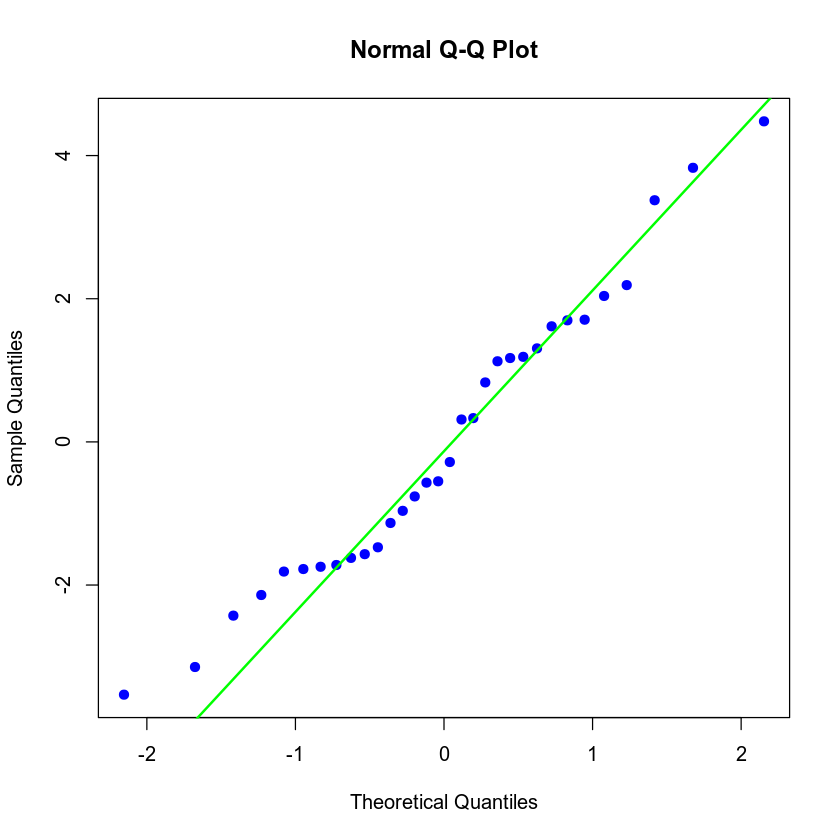 Normal Q-Q Plot
Sample Quantiles
4
2
0
-2
-2 -1 0 1 2
Theoretical Quantiles